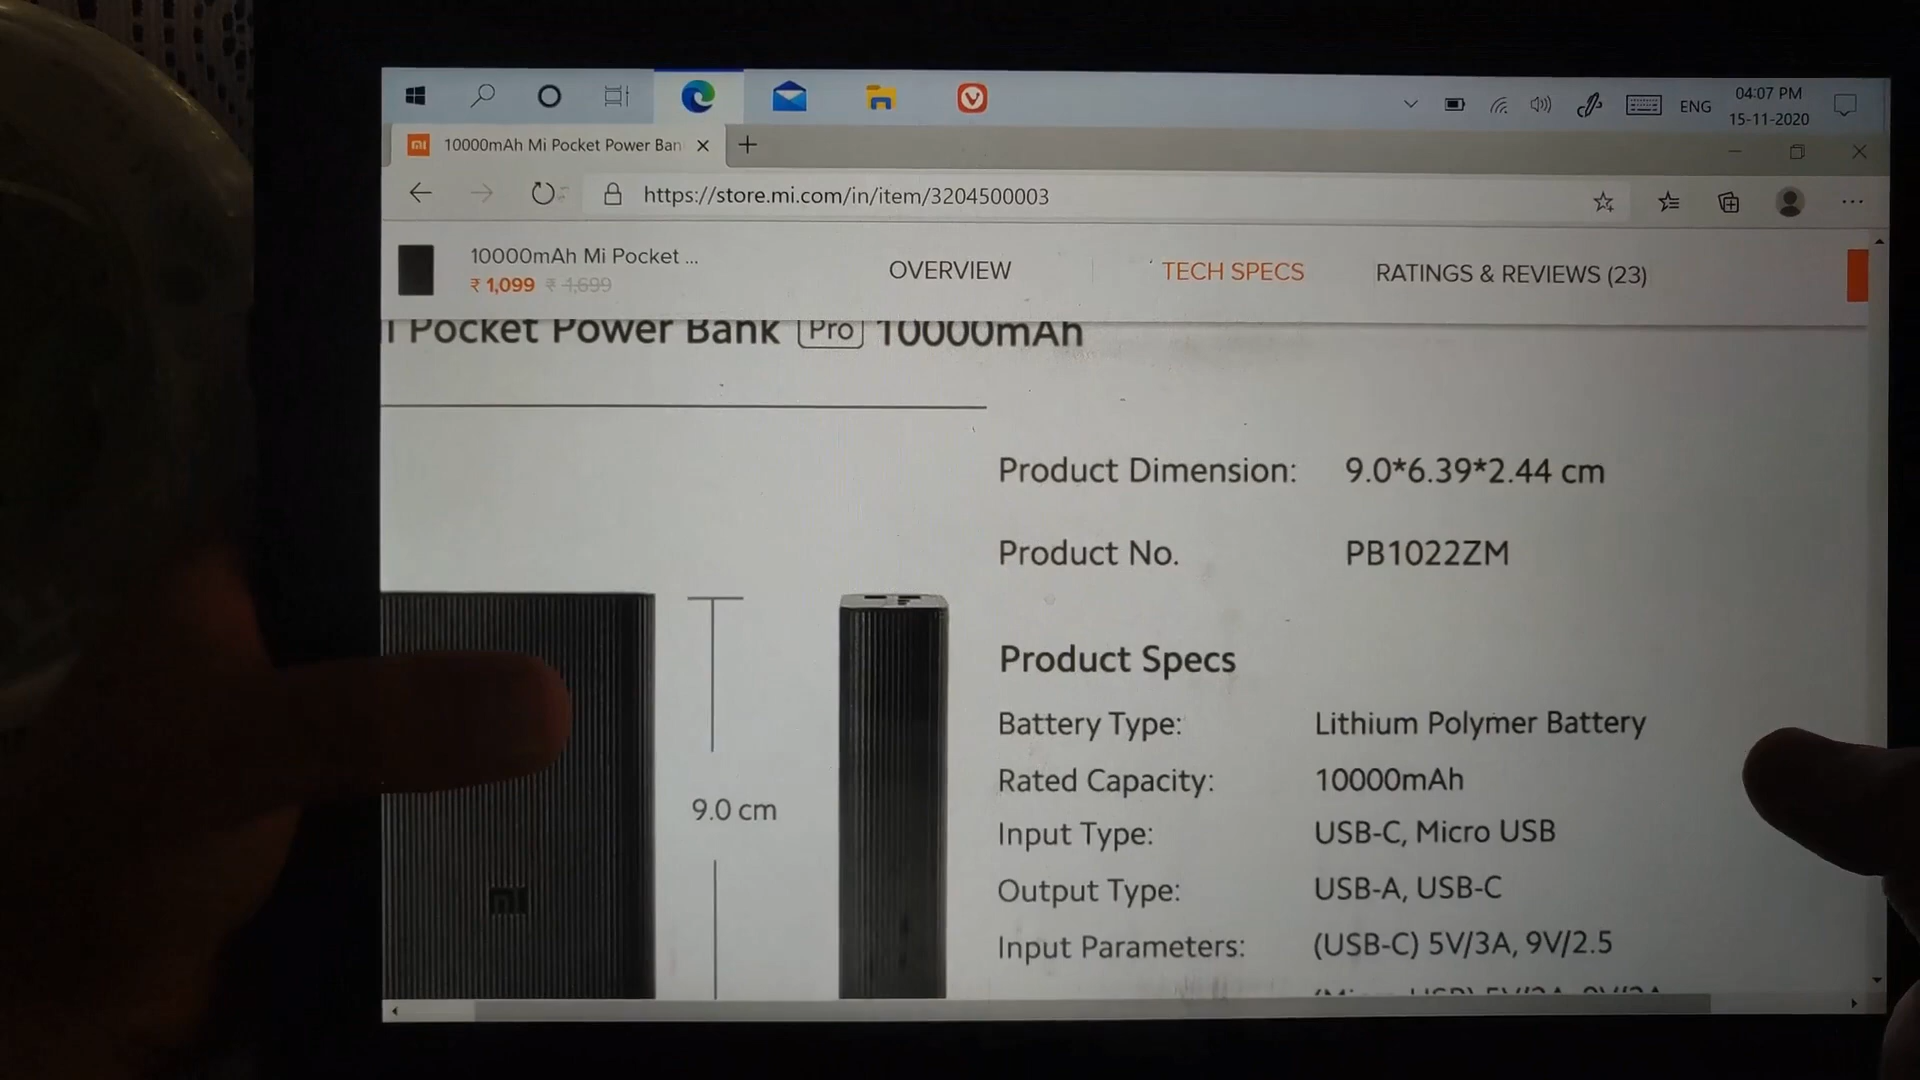 ENG
04:07 PM
15-11-2020
10000mAh Mi Pocket Power Ban
https://store.mi.com/in/item/3204500003
10000mAh Mi Pocket ...
₹ 1,099 ₹ 1,699
OVERVIEW
TECH SPECS
RATINGS & REVIEWS (23)
i Pocket Power Bank Pro 10000mAh
Product Dimension: 9.0*6.39*2.44 cm
Product No. PB1022ZM
Product Specs
Battery Type: Lithium Polymer Battery
Rated Capacity: 10000mAh
9.0 cm
Input Type: USB-C, Micro USB
Output Type: USB-A, USB-C
Input Parameters: (USB-C) 5V/3A, 9V/2.5